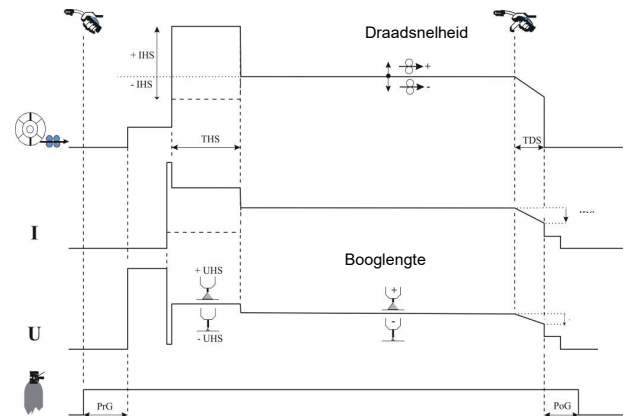 Draadsnelheid
+ IHS
- IHS
+
-
THS
TDS
I
Booglengte
+ UHS
+
-
- UHS
U
PrG
PoG